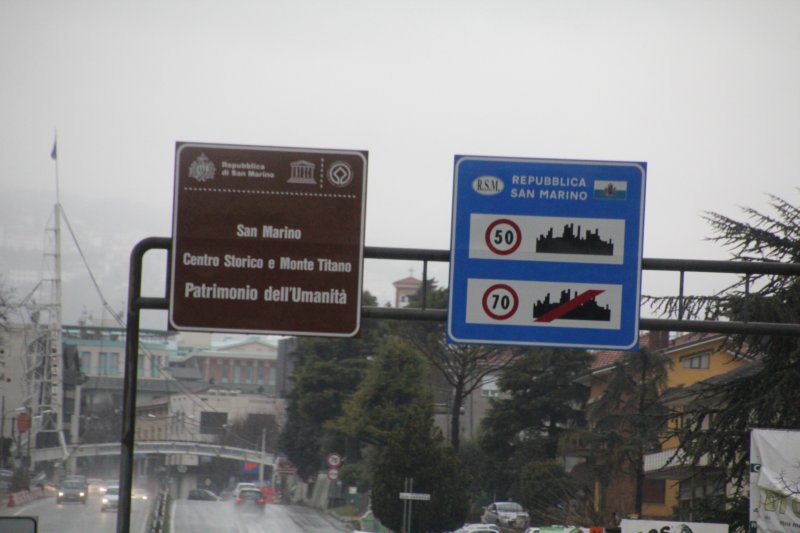 Repubblica
di San Marino
San Marino
Centro Storico e Monte Titano
Patrimonio dell'Umanità
R.S.M.
REPUBBLICA
SAN MARINO
50
70